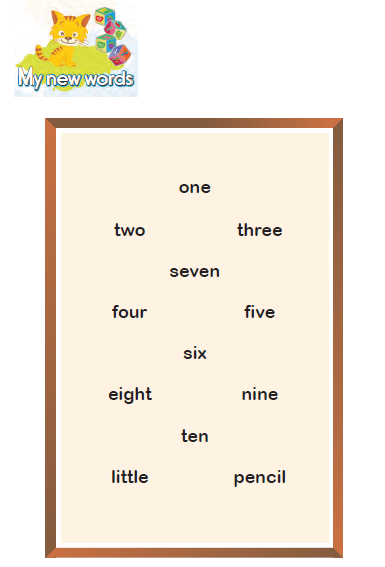 My new words
one
two three
seven
four five
six
eight nine
ten
little pencil